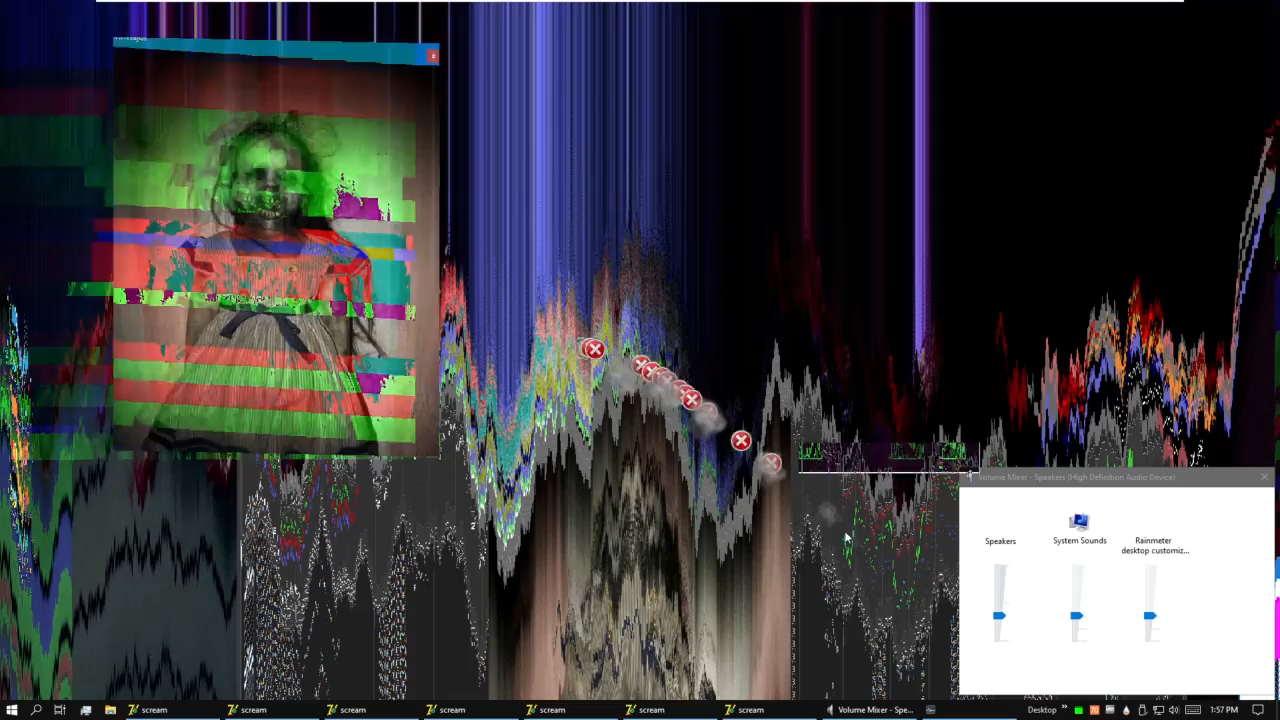 Volume Mixer - Speakers (High Definition Audio Device)
Speakers
System Sounds
Rainmeter
desktop customiz...
scream
scream
scream
scream
scream
scream
scream
Volume Mixer - Spe...
Desktop
1:57 PM